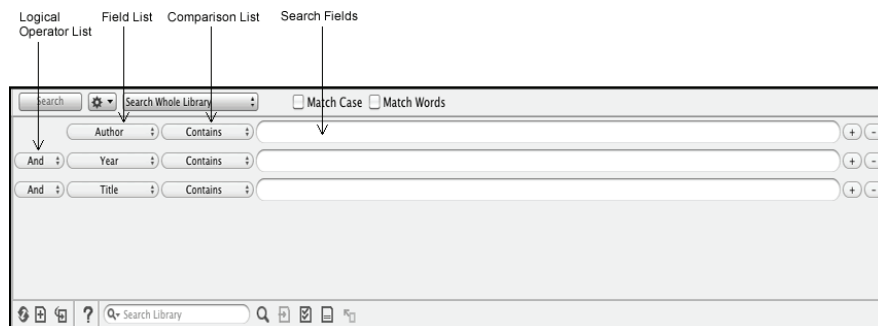 Logical Operator List
Field List
Comparison List
Search Fields
Search
Search Whole Library
Match Case
Match Words
Author
Contains
+
-
And
Year
Contains
+
-
And
Title
Contains
+
-
?
Search Library